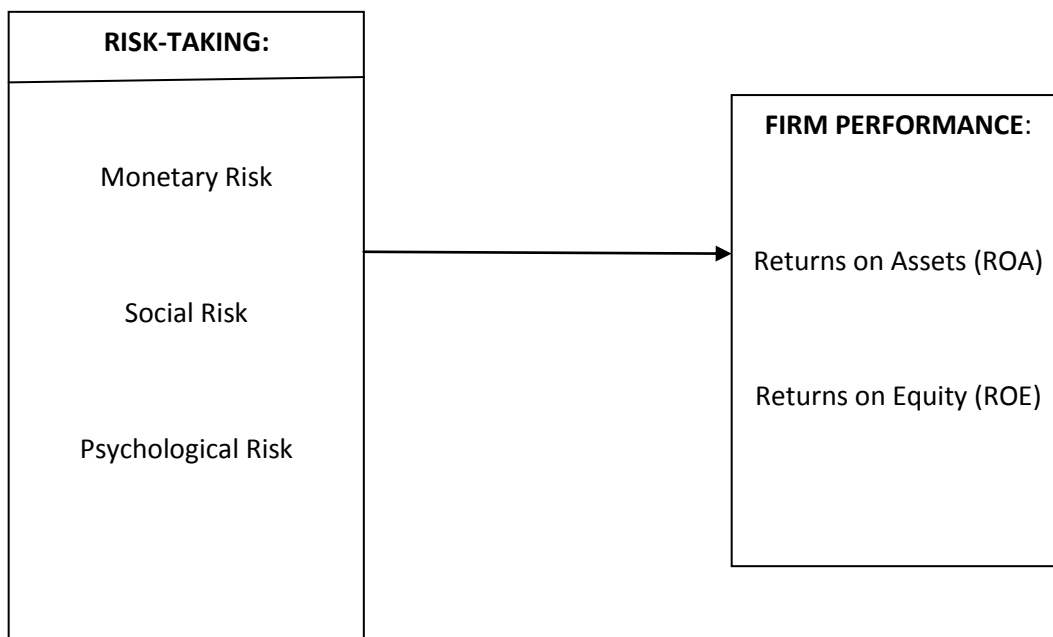 RISK-TAKING:
Monetary Risk
Social Risk
Psychological Risk
FIRM PERFORMANCE:
Returns on Assets (ROA)
Returns on Equity (ROE)